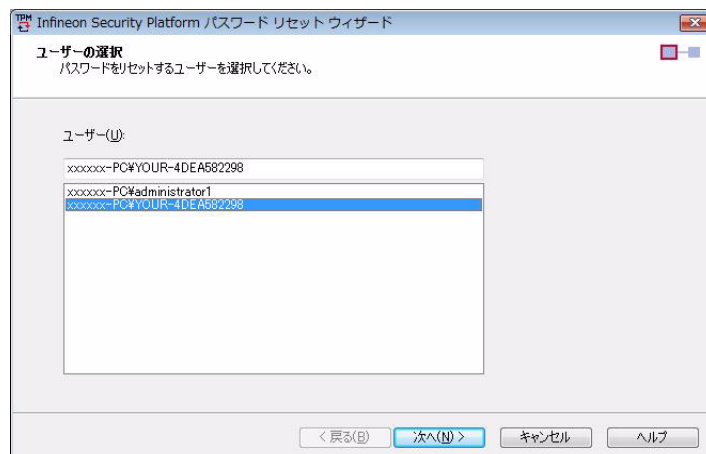 TPM Infineon Security Platform パスワード リセット ウィザード
ユーザーの選択
パスワードをリセットするユーザーを選択してください。
ユーザー(U):
xxxxxx-PC¥YOUR-4DEA582298
xxxxxx-PC¥administrator1
xxxxxx-PC¥YOUR-4DEA582298
< 戻る(B) 次へ(N) > キャンセル ヘルプ